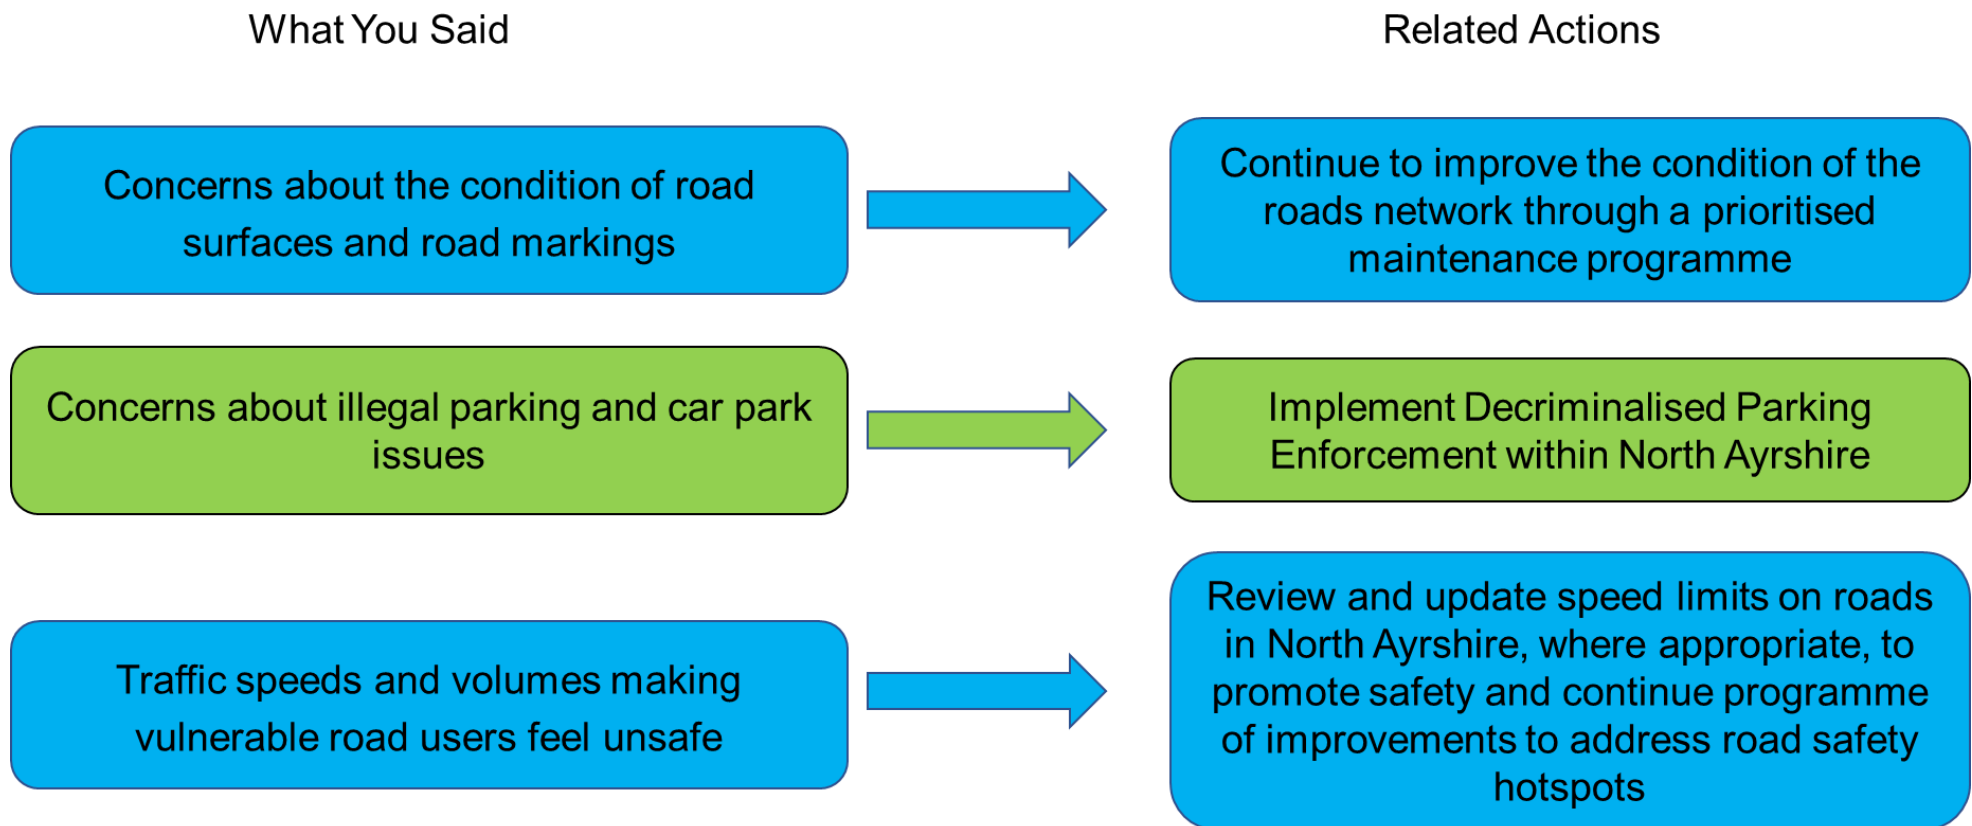 What You Said
Related Actions
Concerns about the condition of road
surfaces and road markings
Continue to improve the condition of the
roads network through a prioritised
maintenance programme
Concerns about illegal parking and car park
issues
Implement Decriminalised Parking
Enforcement within North Ayrshire
Traffic speeds and volumes making
vulnerable road users feel unsafe
Review and update speed limits on roads
in North Ayrshire, where appropriate, to
promote safety and continue programme
of improvements to address road safety
hotspots